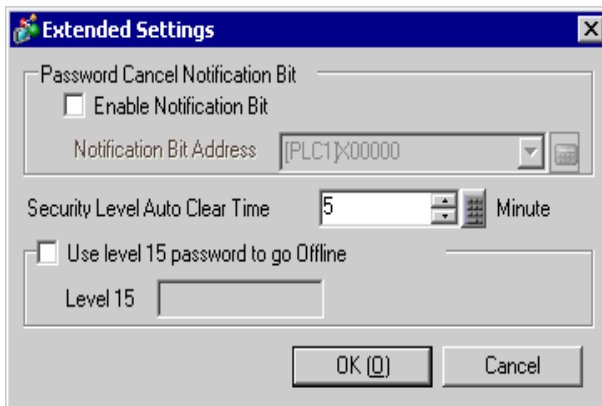 Extended Settings
Password Cancel Notification Bit
Enable Notification Bit
Notification Bit Address [PLC1]X00000
Security Level Auto Clear Time 5 Minute
Use level 15 password to go Offline
Level 15
OK (O) Cancel